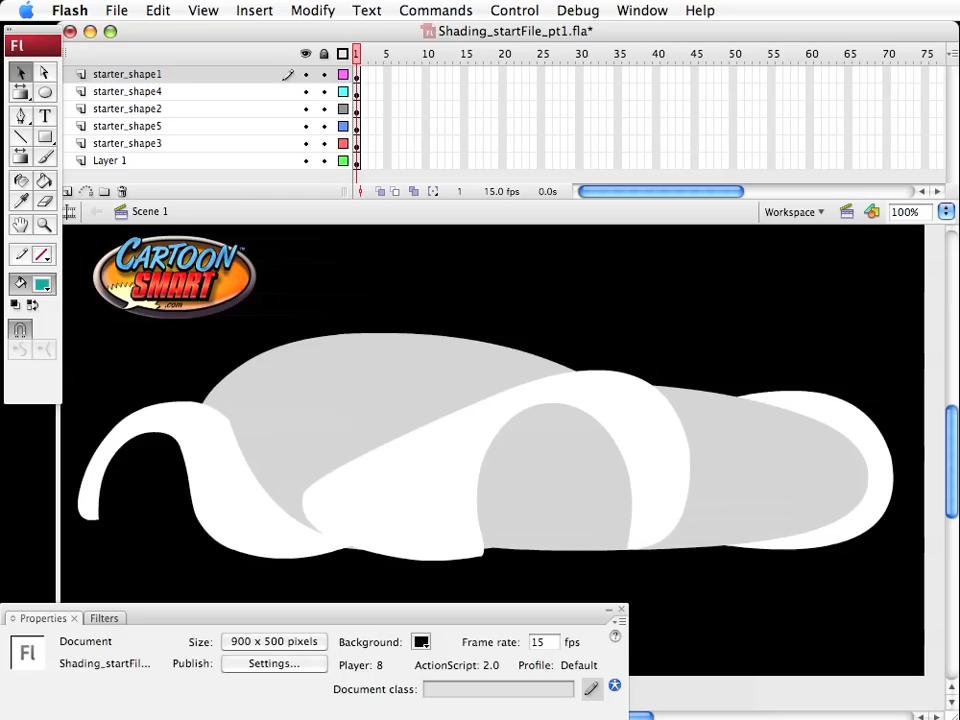 Flash File Edit View Insert Modify Text Commands Control Debug Window Help
Shading_startFile_pt1.fla*
Fl
1 5 10 15 20 25 30 35 40 45 50 55 60 65 70 75
starter_shape1
starter_shape4
starter_shape2
starter_shape5
starter_shape3
Layer 1
1 15.0 fps 0.0s
Scene 1 Workspace 100%
T
CARTOON
SMART
.com
Properties Filters
Fl
Document Size: 900 x 500 pixels Background: Frame rate: 15 fps
Shading_startFil... Publish: Settings... Player: 8 ActionScript: 2.0 Profile: Default
Document class: